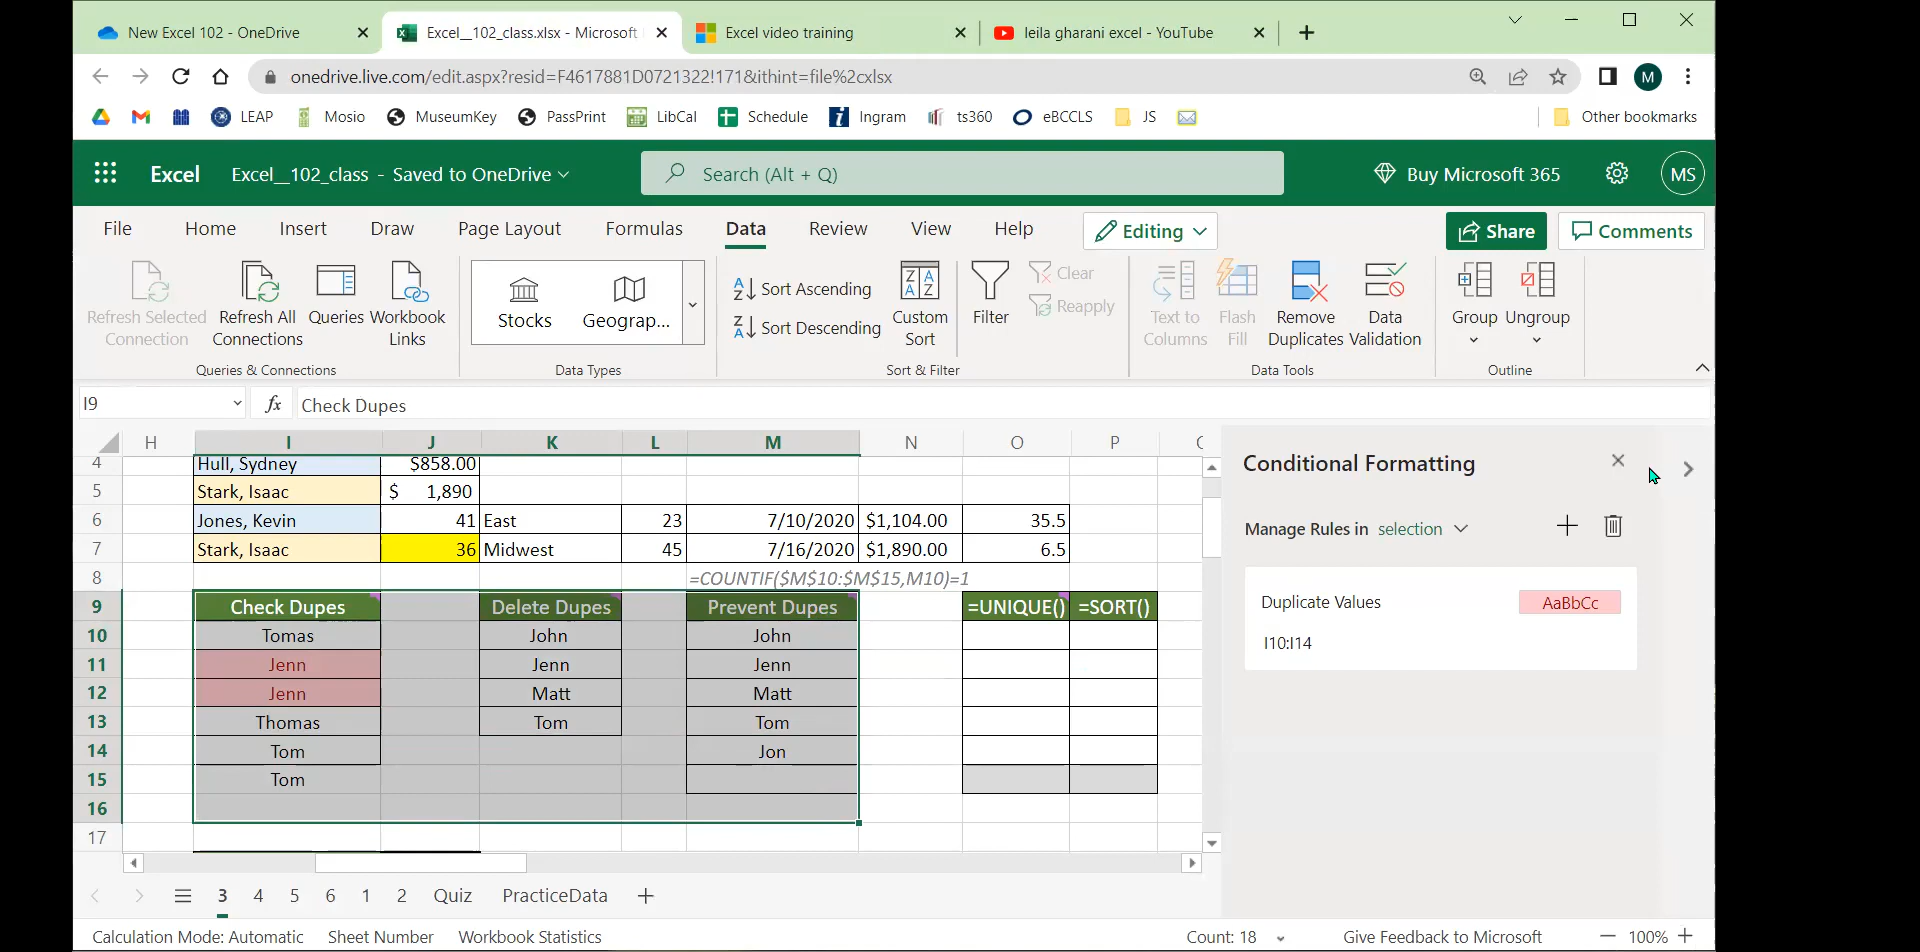 New Excel 102 - OneDrive
Excel__102_class.xlsx - Microsoft
Excel video training
leila gharani excel - YouTube
onedrive.live.com/edit.aspx?resid=F4617881D0721322!171&ithint=file%2cxlsx
M
LEAP
Mosio
MuseumKey
PassPrint
LibCal
Schedule
Ingram
ts360
eBCCLS
JS
Other bookmarks
Excel
Excel__102_class - Saved to OneDrive
Search (Alt + Q)
Buy Microsoft 365
MS
File Home Insert Draw Page Layout Formulas Data Review View Help
Editing
Share
Comments
Refresh Selected Connection
Refresh All Connections
Queries
Workbook Links
Queries & Connections
Stocks
Geograp...
Data Types
Sort Ascending
Sort Descending
Custom Sort
Filter
Clear
Reapply
Sort & Filter
Text to Columns
Flash Fill
Remove Duplicates
Data Validation
Data Tools
Group
Ungroup
Outline
I9
fx
Check Dupes
H I J K L M N O P
4 Hull, Sydney $858.00
5 Stark, Isaac $ 1,890
6 Jones, Kevin 41 East 23 7/10/2020 $1,104.00 35.5
7 Stark, Isaac 36 Midwest 45 7/16/2020 $1,890.00 6.5
8 =COUNTIF($M$10:$M$15,M10)=1
9 Check Dupes Delete Dupes Prevent Dupes =UNIQUE() =SORT()
10 Tomas John John
11 Jenn Jenn Jenn
12 Jenn Matt Matt
13 Thomas Tom Tom
14 Tom Jon
15 Tom
16
17
Conditional Formatting
Manage Rules in selection
Duplicate Values AaBbCc
I10:I14
3 4 5 6 1 2 Quiz PracticeData
Calculation Mode: Automatic Sheet Number Workbook Statistics
Count: 18
Give Feedback to Microsoft
100%